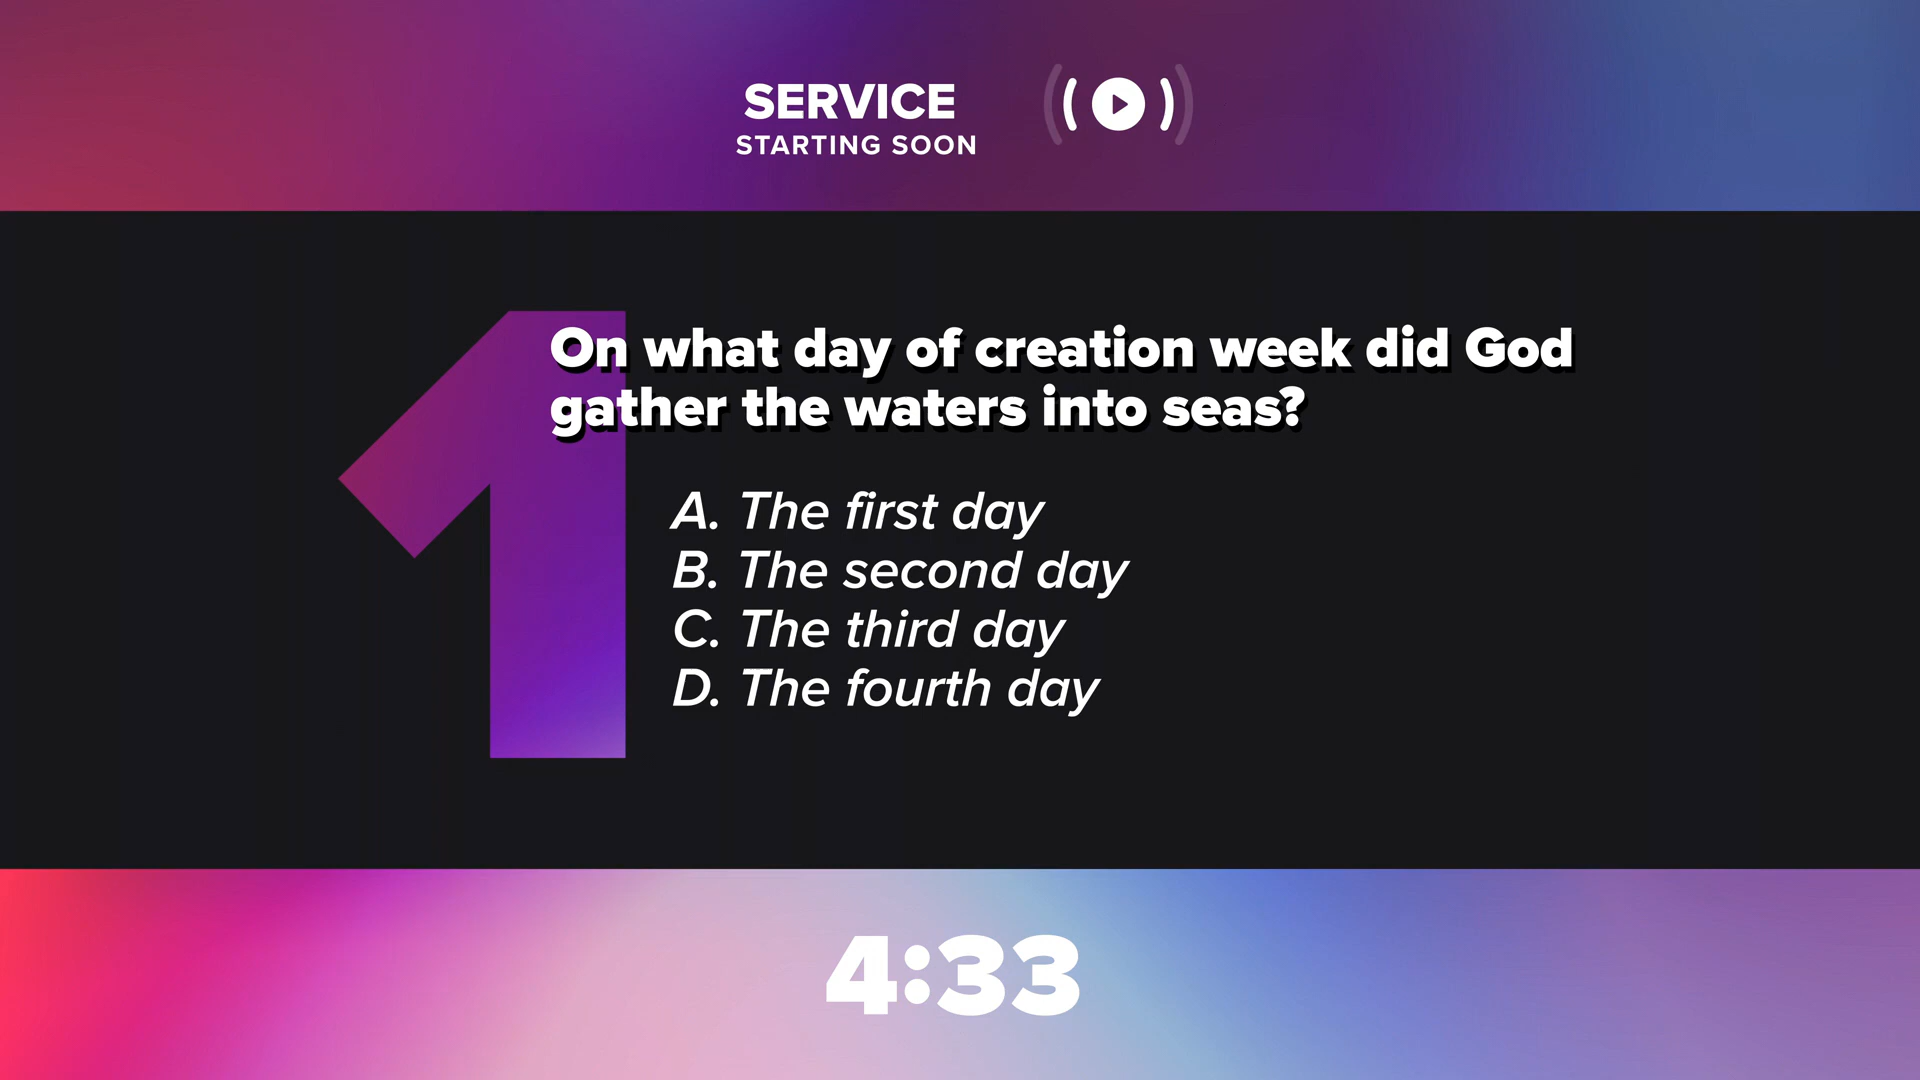 SERVICE
STARTING SOON
1
On what day of creation week did God
gather the waters into seas?
A. The first day
B. The second day
C. The third day
D. The fourth day
4:33